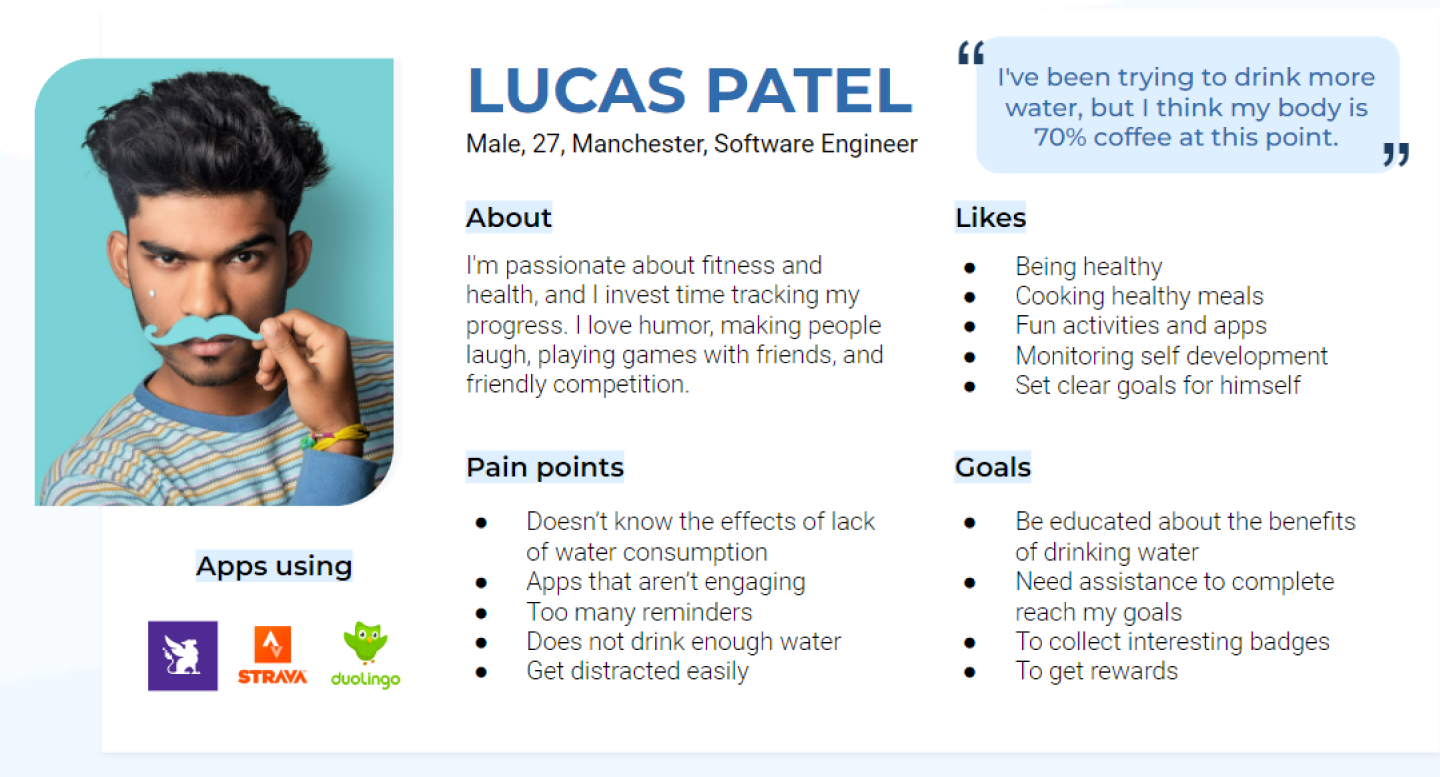 LUCAS PATEL
Male, 27, Manchester, Software Engineer
“
I've been trying to drink more
water, but I think my body is
70% coffee at this point.
”
About
I'm passionate about fitness and
health, and I invest time tracking my
progress. I love humor, making people
laugh, playing games with friends, and
friendly competition.
Likes
● Being healthy
● Cooking healthy meals
● Fun activities and apps
● Monitoring self development
● Set clear goals for himself
Pain points
● Doesn’t know the effects of lack
of water consumption
● Apps that aren’t engaging
● Too many reminders
● Does not drink enough water
● Get distracted easily
Goals
● Be educated about the benefits
of drinking water
● Need assistance to complete
reach my goals
● To collect interesting badges
● To get rewards
Apps using
STRAVA
duolingo